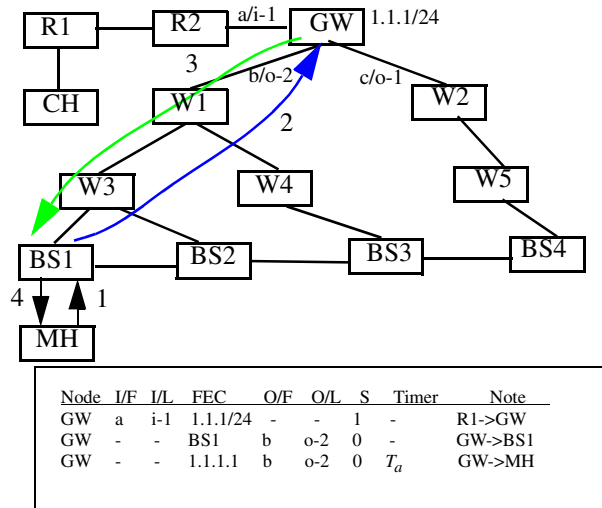 R1 R2 a/i-1 GW 1.1.1/24
3 b/o-2 c/o-1
CH W1 2 W2
W3 W4 W5
BS1 BS2 BS3 BS4
4 1
MH
Node I/F I/L FEC O/F O/L S Timer Note
GW a i-1 1.1.1/24 - - 1 - R1->GW
GW - - BS1 b o-2 0 - GW->BS1
GW - - 1.1.1.1 b o-2 0 Ta GW->MH